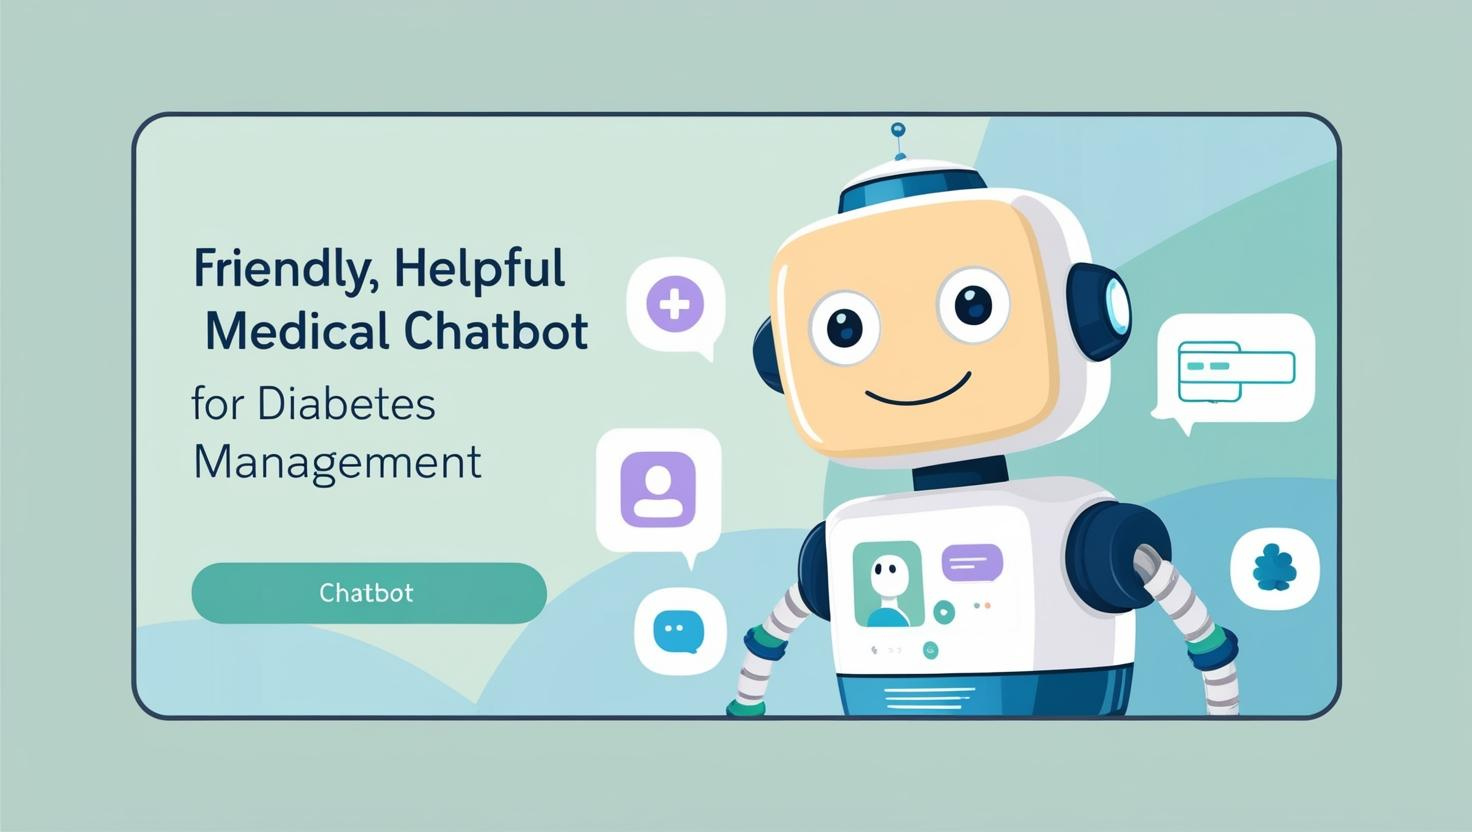 Friendly, Helpful
Medical Chatbot
for Diabetes
Management
Chatbot